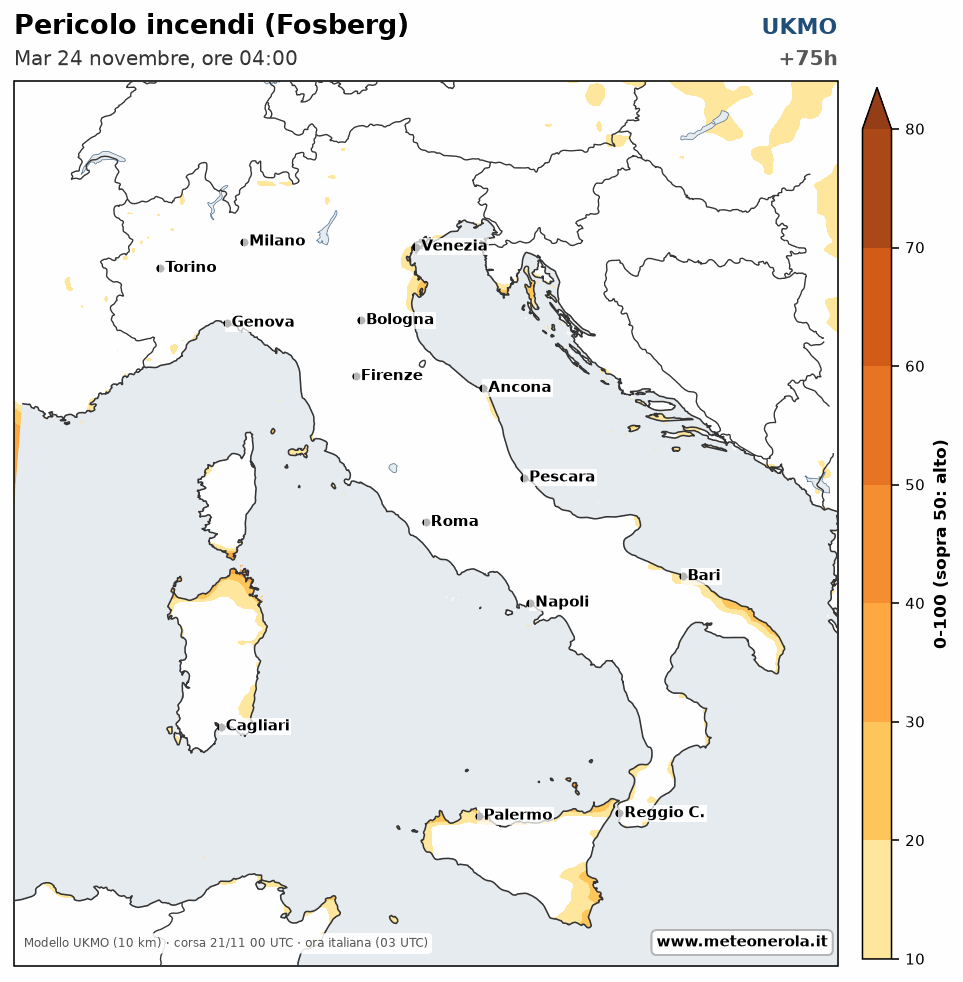 Pericolo incendi (Fosberg)
UKMO
Mar 24 novembre, ore 04:00
+75h
80
70
60
50
40
30
20
10
0-100 (sopra 50: alto)
Milano
Venezia
Torino
Genova
Bologna
Firenze
Ancona
Pescara
Roma
Bari
Napoli
Cagliari
Palermo
Reggio C.
Modello UKMO (10 km) · corsa 21/11 00 UTC · ora italiana (03 UTC)
www.meteonerola.it